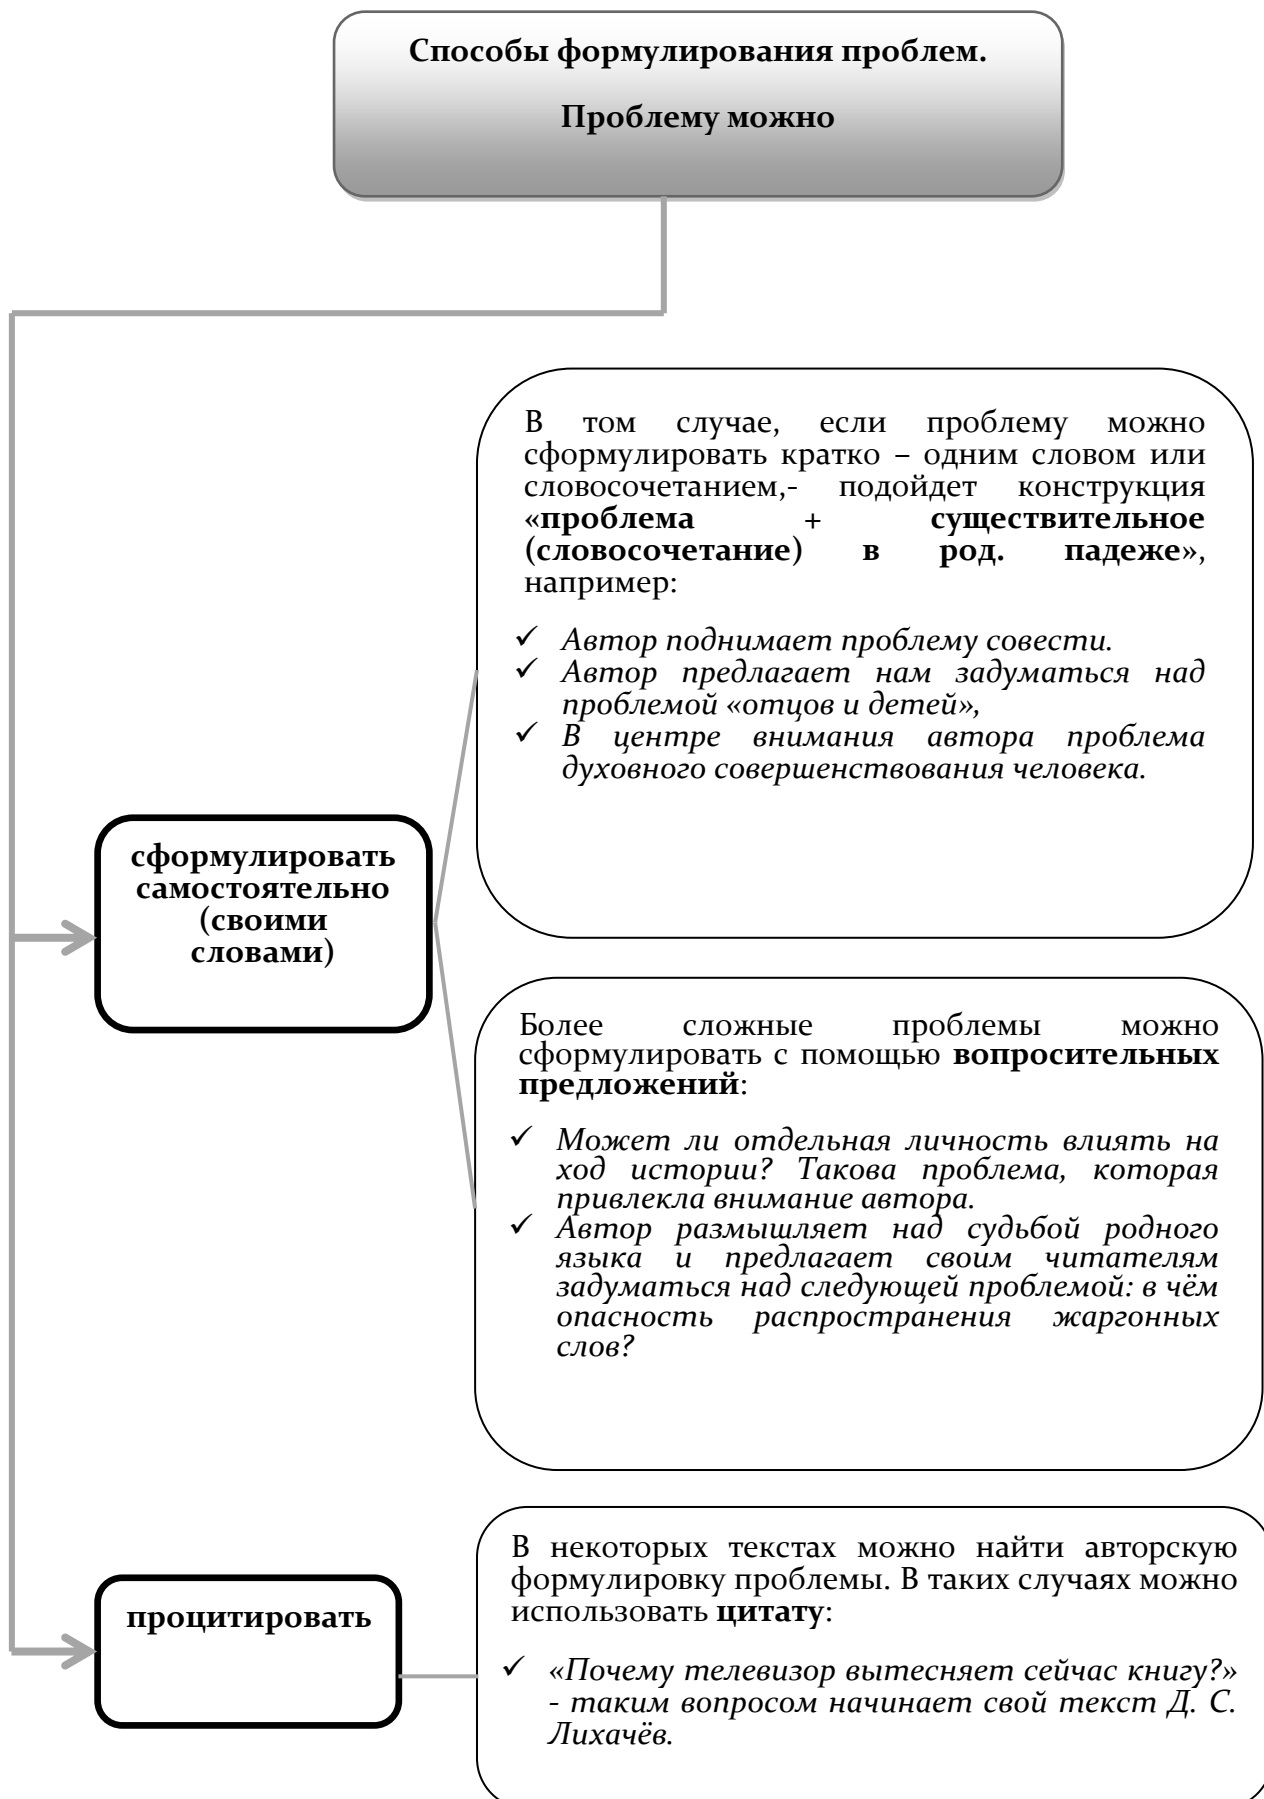 Способы формулирования проблем.
Проблему можно
В том случае, если проблему можно
сформулировать кратко – одним словом или
словосочетанием,- подойдет конструкция
«проблема + существительное
(словосочетание) в род. падеже»,
например:
✓ Автор поднимает проблему совести.
✓ Автор предлагает нам задуматься над
проблемой «отцов и детей»,
✓ В центре внимания автора проблема
духовного совершенствования человека.
сформулировать
самостоятельно
(своими
словами)
Более сложные проблемы можно
сформулировать с помощью вопросительных
предложений:
✓ Может ли отдельная личность влиять на
ход истории? Такова проблема, которая
привлекла внимание автора.
✓ Автор размышляет над судьбой родного
языка и предлагает своим читателям
задуматься над следующей проблемой: в чём
опасность распространения жаргонных
слов?
процитировать
В некоторых текстах можно найти авторскую
формулировку проблемы. В таких случаях можно
использовать цитату:
✓ «Почему телевизор вытесняет сейчас книгу?»
- таким вопросом начинает свой текст Д. С.
Лихачёв.